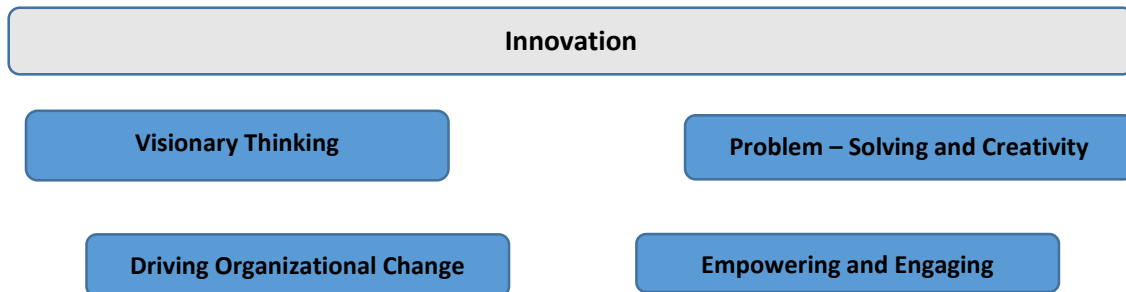 Innovation
Visionary Thinking
Problem – Solving and Creativity
Driving Organizational Change
Empowering and Engaging